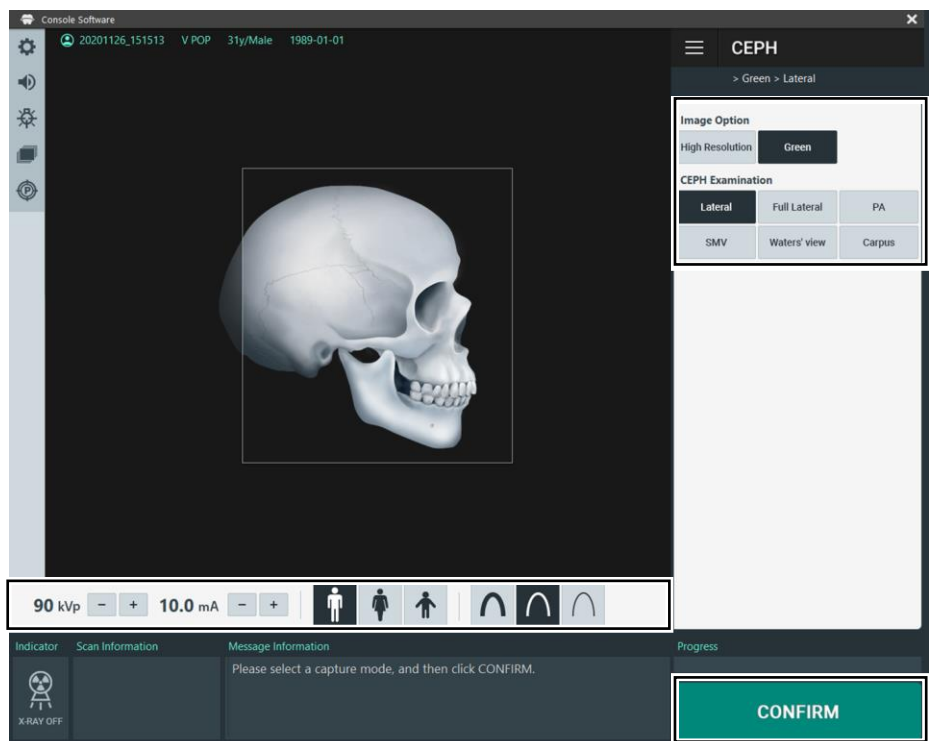 Console Software
20201126_151513 V POP 31y/Male 1989-01-01
CEPH
> Green > Lateral
Image Option
High Resolution Green
CEPH Examination
Lateral Full Lateral PA
SMV Waters' view Carpus
P
90 kVp - + 10.0 mA - +
Indicator Scan Information Message Information Progress
Please select a capture mode, and then click CONFIRM.
X-RAY OFF
CONFIRM